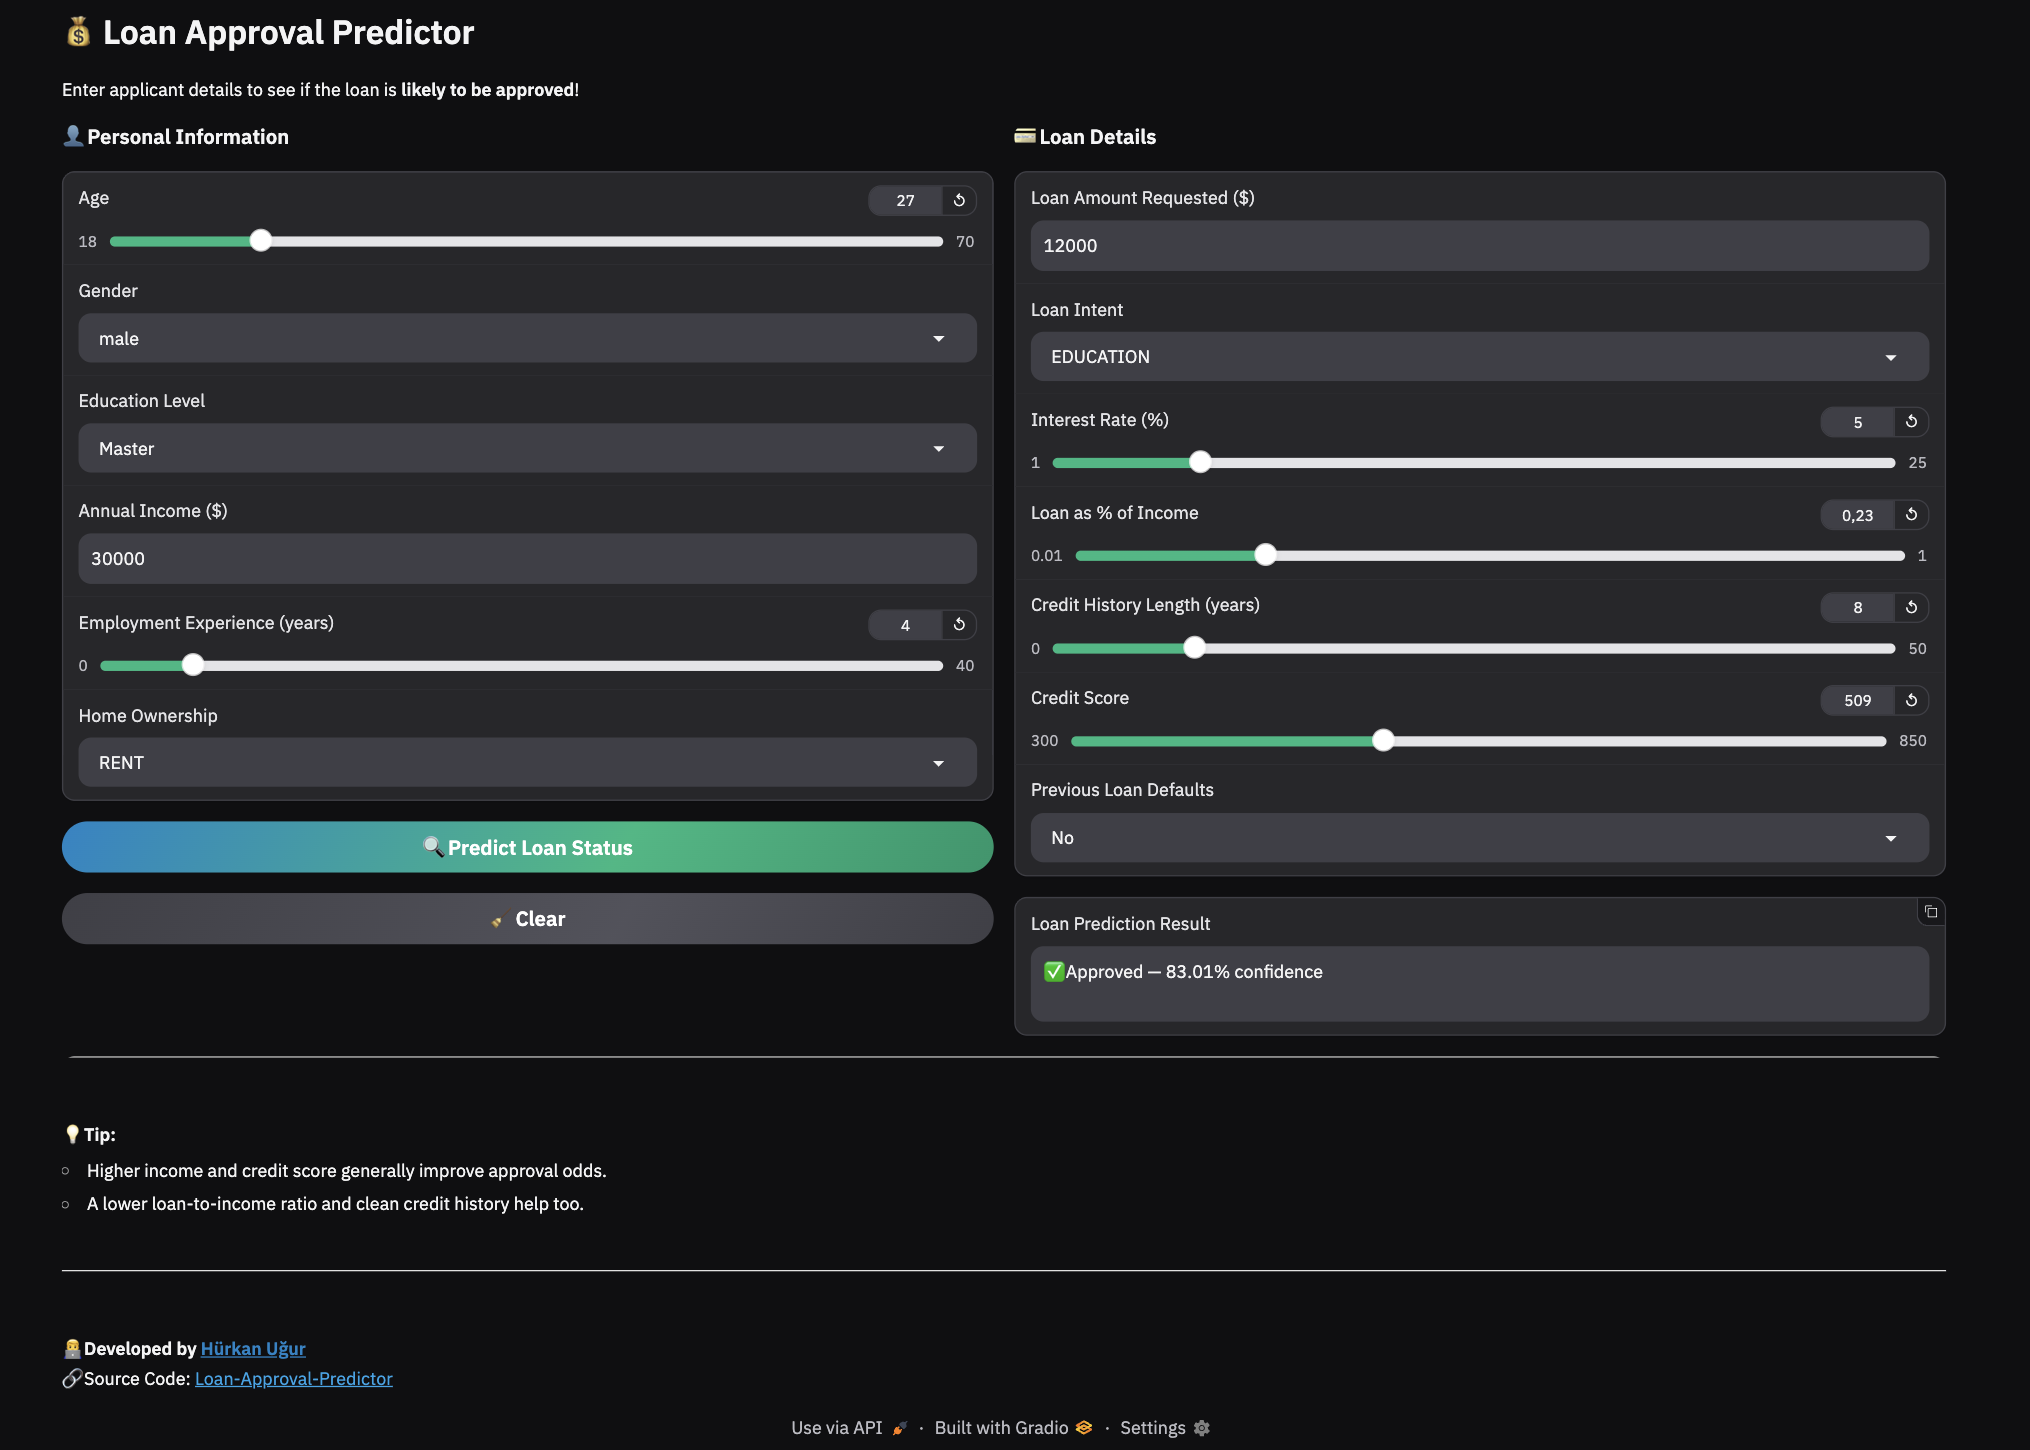 💰 Loan Approval Predictor
Enter applicant details to see if the loan is likely to be approved!
👤 Personal Information
Age
27
18
70
Gender
male
Education Level
Master
Annual Income ($)
30000
Employment Experience (years)
4
0
40
Home Ownership
RENT
🔍 Predict Loan Status
🧹 Clear
💳 Loan Details
Loan Amount Requested ($)
12000
Loan Intent
EDUCATION
Interest Rate (%)
5
1
25
Loan as % of Income
0,23
0.01
1
Credit History Length (years)
8
0
50
Credit Score
509
300
850
Previous Loan Defaults
No
Loan Prediction Result
✅ Approved — 83.01% confidence
💡 Tip:
Higher income and credit score generally improve approval odds.
A lower loan-to-income ratio and clean credit history help too.
👨‍💻 Developed by Hürkan Uğur
🔗 Source Code: Loan-Approval-Predictor
Use via API 🚀 · Built with Gradio · Settings ⚙️